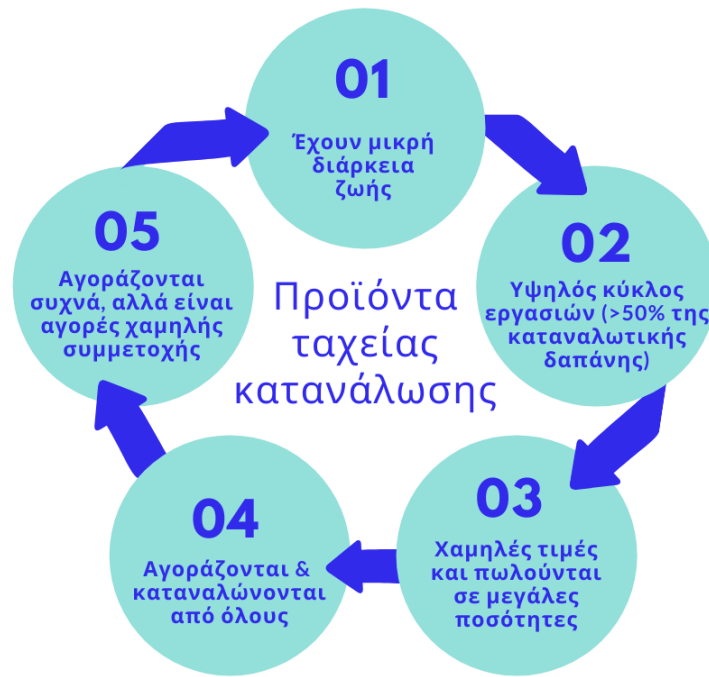 01
Έχουν μικρή
διάρκεια
ζωής
02
Υψηλός κύκλος
εργασιών (>50% της
καταναλωτικής
δαπάνης)
03
Χαμηλές τιμές
και πωλούνται
σε μεγάλες
ποσότητες
04
Αγοράζονται &
καταναλώνονται
από όλους
05
Αγοράζονται
συχνά, αλλά είναι
αγορές χαμηλής
συμμετοχής
Προϊόντα
ταχείας
κατανάλωσης